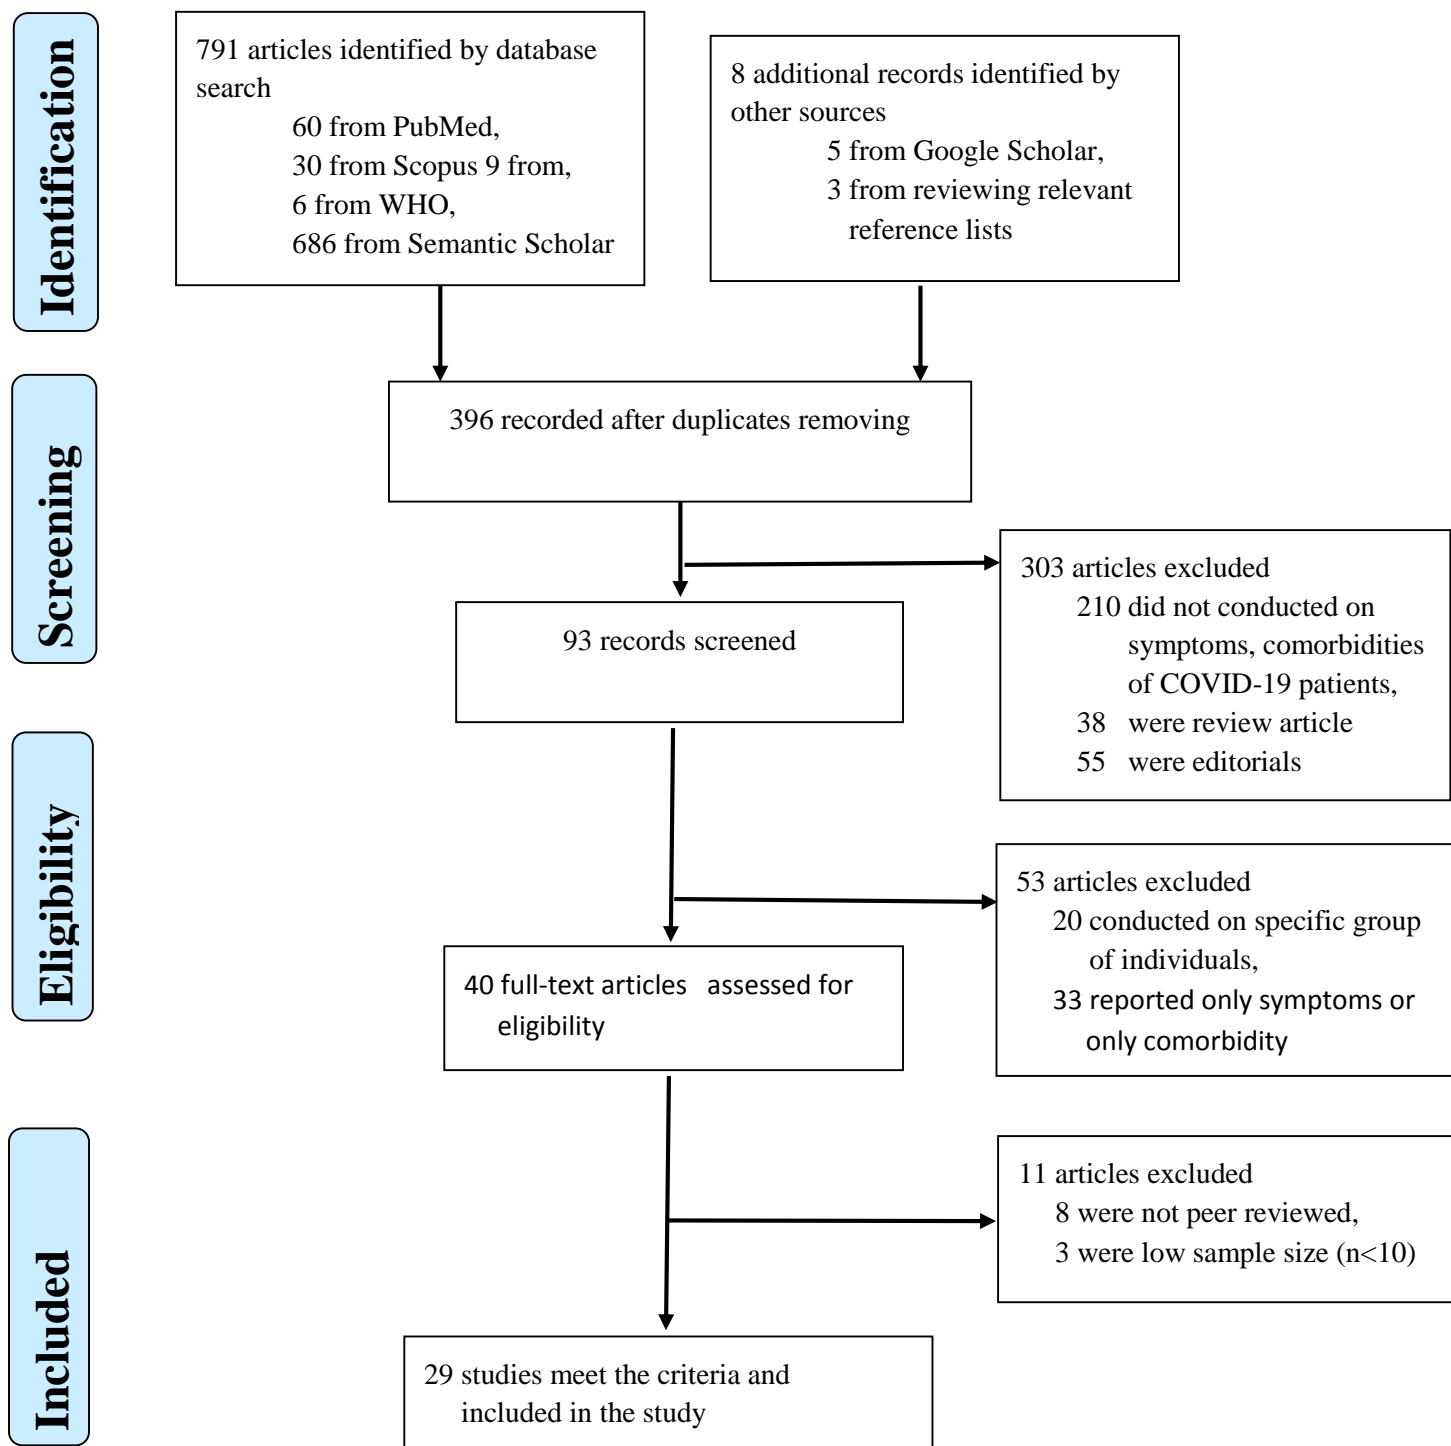 Identification
791 articles identified by database
search
60 from PubMed,
30 from Scopus 9 from,
6 from WHO,
686 from Semantic Scholar
8 additional records identified by
other sources
5 from Google Scholar,
3 from reviewing relevant
reference lists
Screening
396 recorded after duplicates removing
93 records screened
303 articles excluded
210 did not conducted on
symptoms, comorbidities
of COVID-19 patients,
38 were review article
55 were editorials
Eligibility
40 full-text articles assessed for
eligibility
53 articles excluded
20 conducted on specific group
of individuals,
33 reported only symptoms or
only comorbidity
Included
11 articles excluded
8 were not peer reviewed,
3 were low sample size (n<10)
29 studies meet the criteria and
included in the study